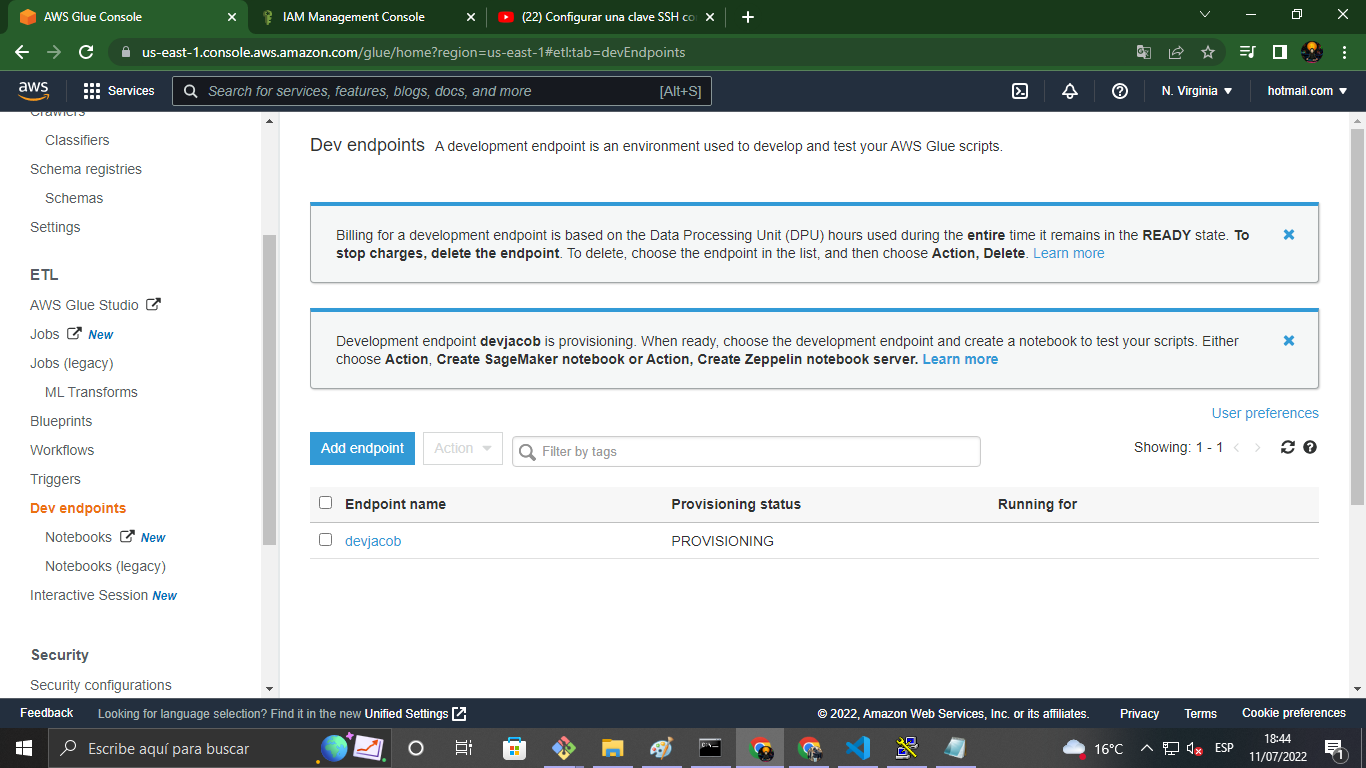 AWS Glue Console
IAM Management Console
(22) Configurar una clave SSH co
us-east-1.console.aws.amazon.com/glue/home?region=us-east-1#etl:tab=devEndpoints
aws
Services
Search for services, features, blogs, docs, and more
[Alt+S]
N. Virginia
hotmail.com
Crawlers
Classifiers
Schema registries
Schemas
Settings
ETL
AWS Glue Studio
Jobs New
Jobs (legacy)
ML Transforms
Blueprints
Workflows
Triggers
Dev endpoints
Notebooks New
Notebooks (legacy)
Interactive Session New
Security
Security configurations
Dev endpoints A development endpoint is an environment used to develop and test your AWS Glue scripts.
Billing for a development endpoint is based on the Data Processing Unit (DPU) hours used during the entire time it remains in the READY state. To
stop charges, delete the endpoint. To delete, choose the endpoint in the list, and then choose Action, Delete. Learn more
Development endpoint devjacob is provisioning. When ready, choose the development endpoint and create a notebook to test your scripts. Either
choose Action, Create SageMaker notebook or Action, Create Zeppelin notebook server. Learn more
User preferences
Add endpoint
Action
Filter by tags
Showing: 1 - 1
Endpoint name Provisioning status Running for
devjacob PROVISIONING
Feedback
Looking for language selection? Find it in the new Unified Settings
© 2022, Amazon Web Services, Inc. or its affiliates.
Privacy
Terms
Cookie preferences
Escribe aquí para buscar
16°C
ESP
18:44
11/07/2022
1